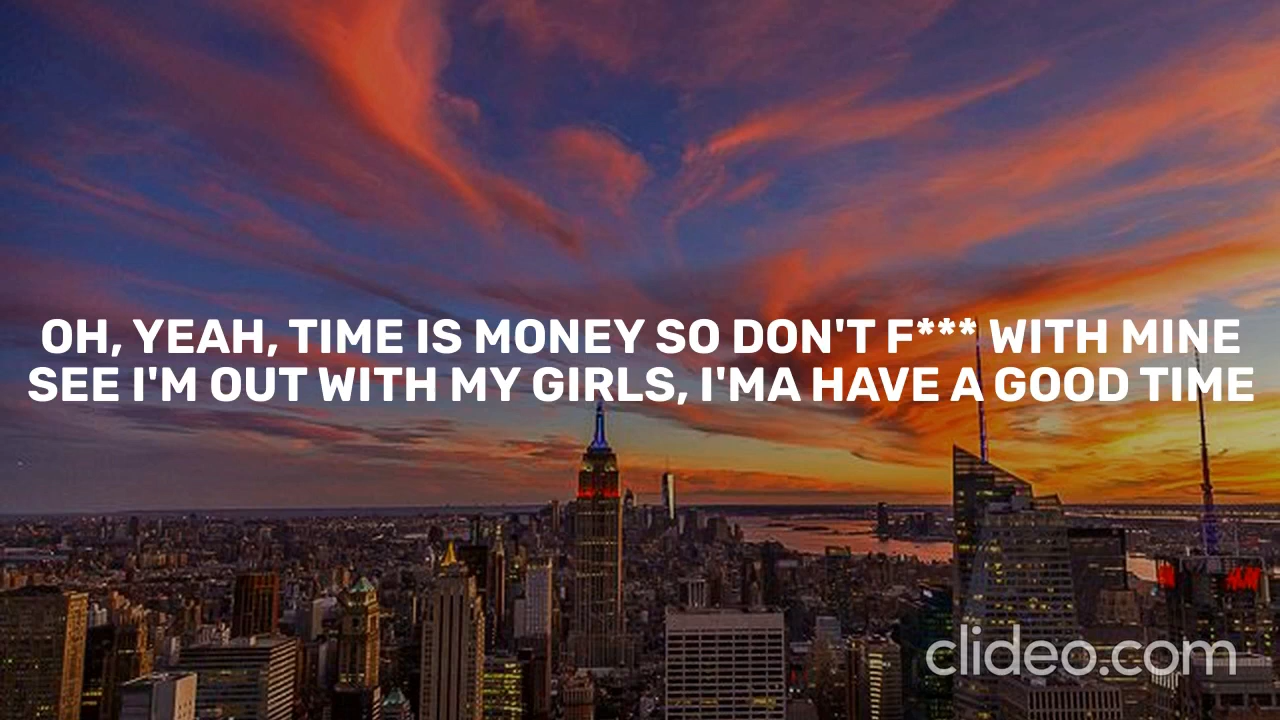 OH, YEAH, TIME IS MONEY SO DON'T F*** WITH MINE
SEE I'M OUT WITH MY GIRLS, I'MA HAVE A GOOD TIME
H&M
clideo.com